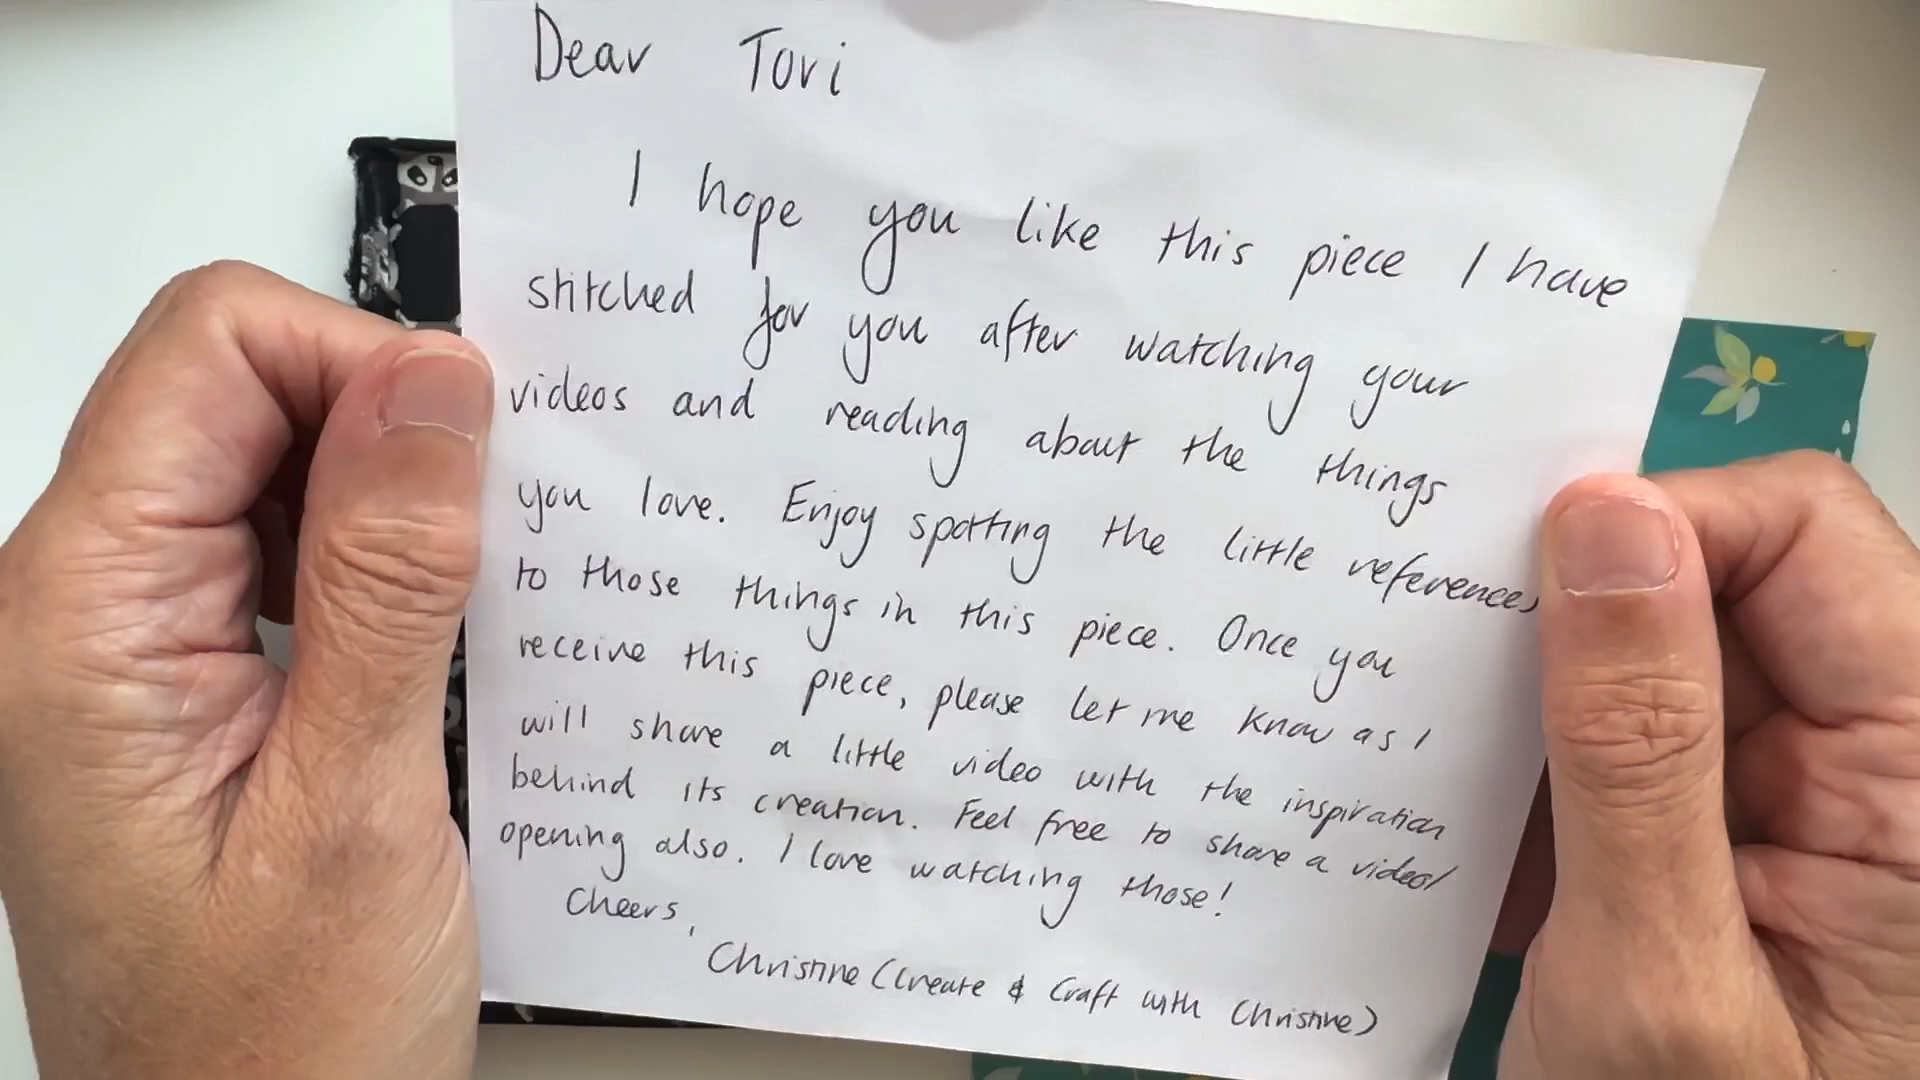 Dear Tori
I hope you like this piece I have
stitched for you after watching your
videos and reading about the things
you love. Enjoy spotting the little references
to those things in this piece. Once you
receive this piece, please let me know as I
will share a little video with the inspiration
behind its creation. Feel free to share a video/
opening also. I love watching those!
Cheers,
Christine (Create & Craft with Christine)